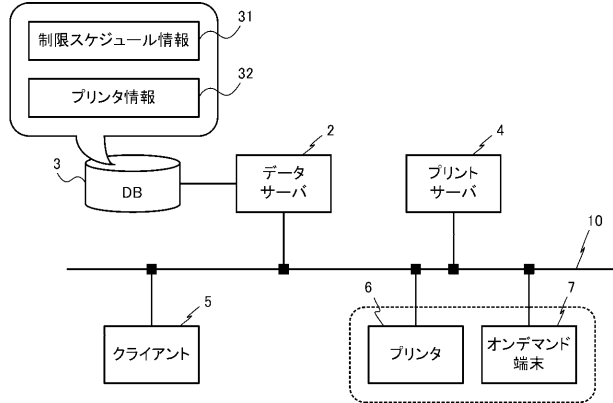 制限スケジュール情報
31
プリンタ情報
32
3
DB
2
データ
サーバ
4
プリント
サーバ
10
5
クライアント
6
プリンタ
7
オンデマンド
端末